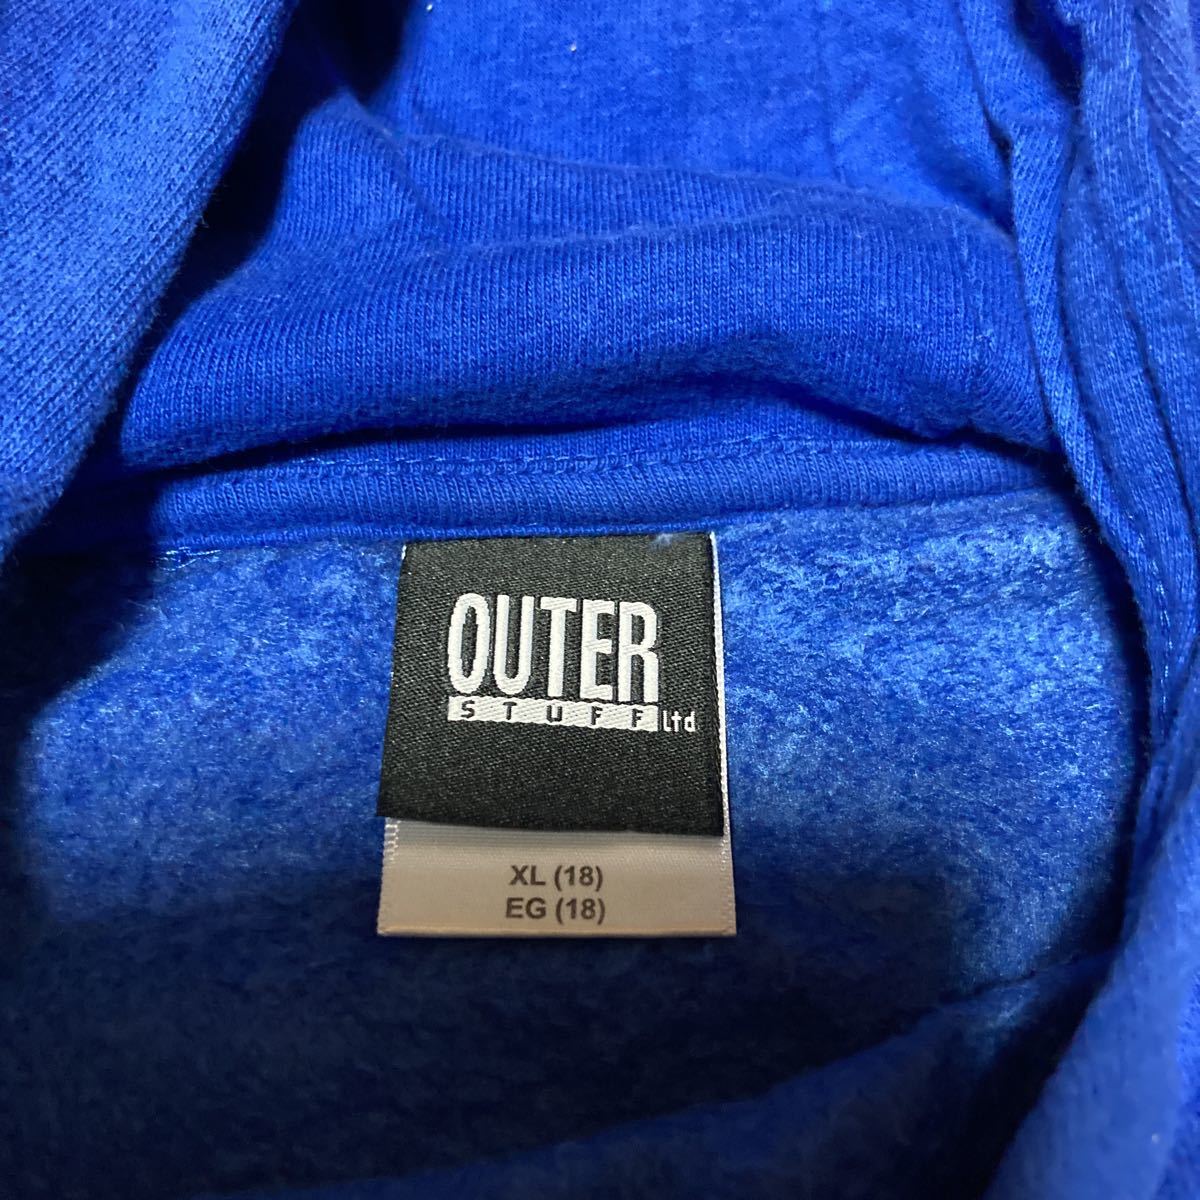 OUTER
STUFF Ltd
XL (18)
EG (18)